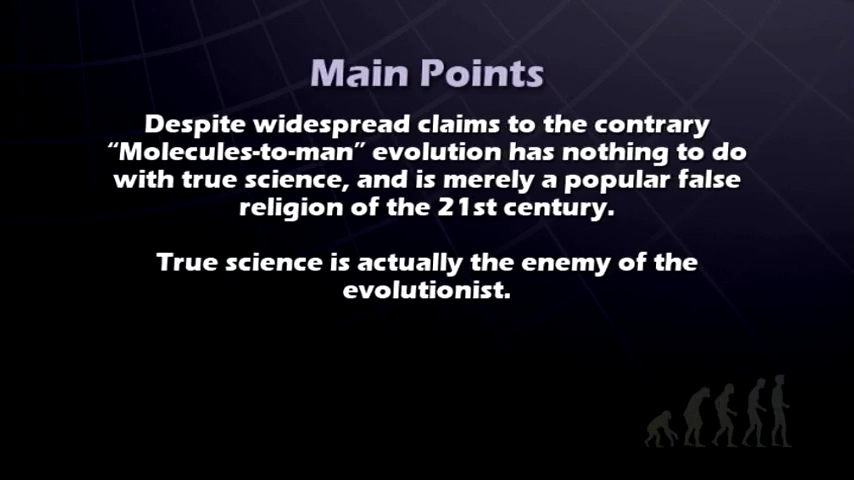 Main Points
Despite widespread claims to the contrary
“Molecules-to-man” evolution has nothing to do
with true science, and is merely a popular false
religion of the 21st century.
True science is actually the enemy of the
evolutionist.